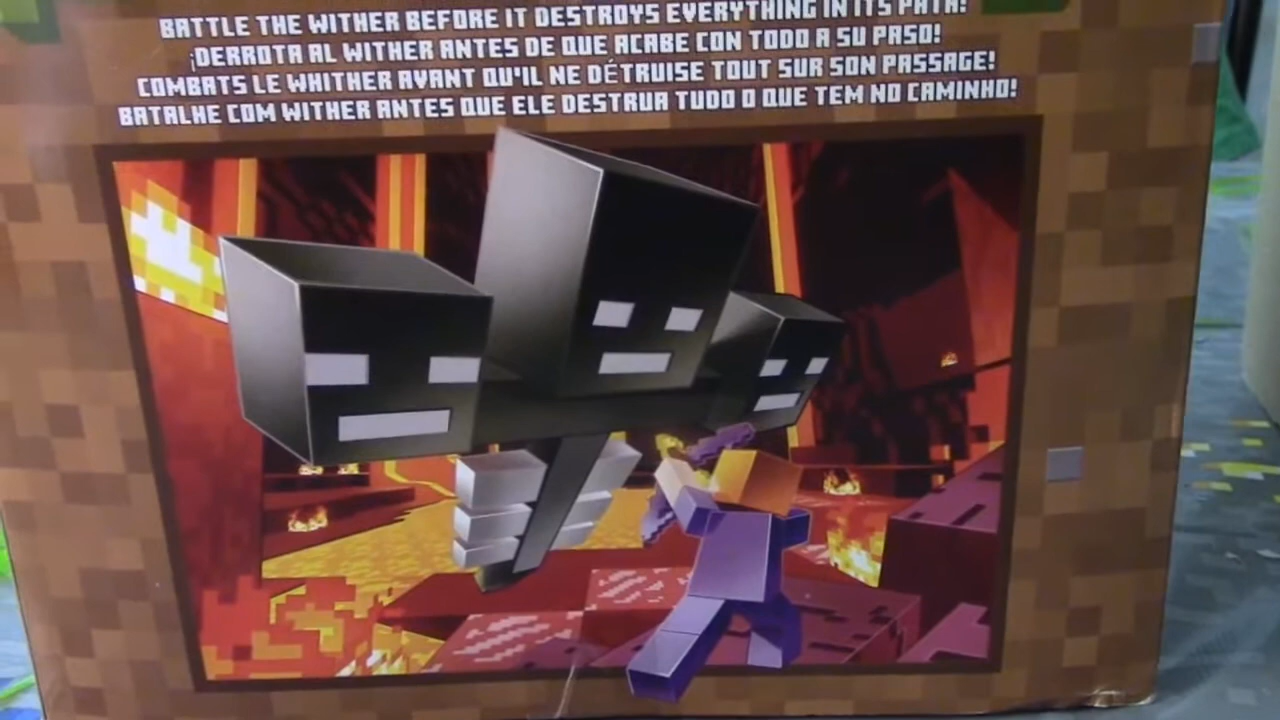 BATTLE THE WITHER BEFORE IT DESTROYS EVERYTHING IN ITS PATH!
¡DERROTA AL WITHER ANTES DE QUE ACABE CON TODO A SU PASO!
COMBATS LE WHITHER AVANT QU'IL NE DÉTRUISE TOUT SUR SON PASSAGE!
BATALHE COM WITHER ANTES QUE ELE DESTRUA TUDO O QUE TEM NO CAMINHO!